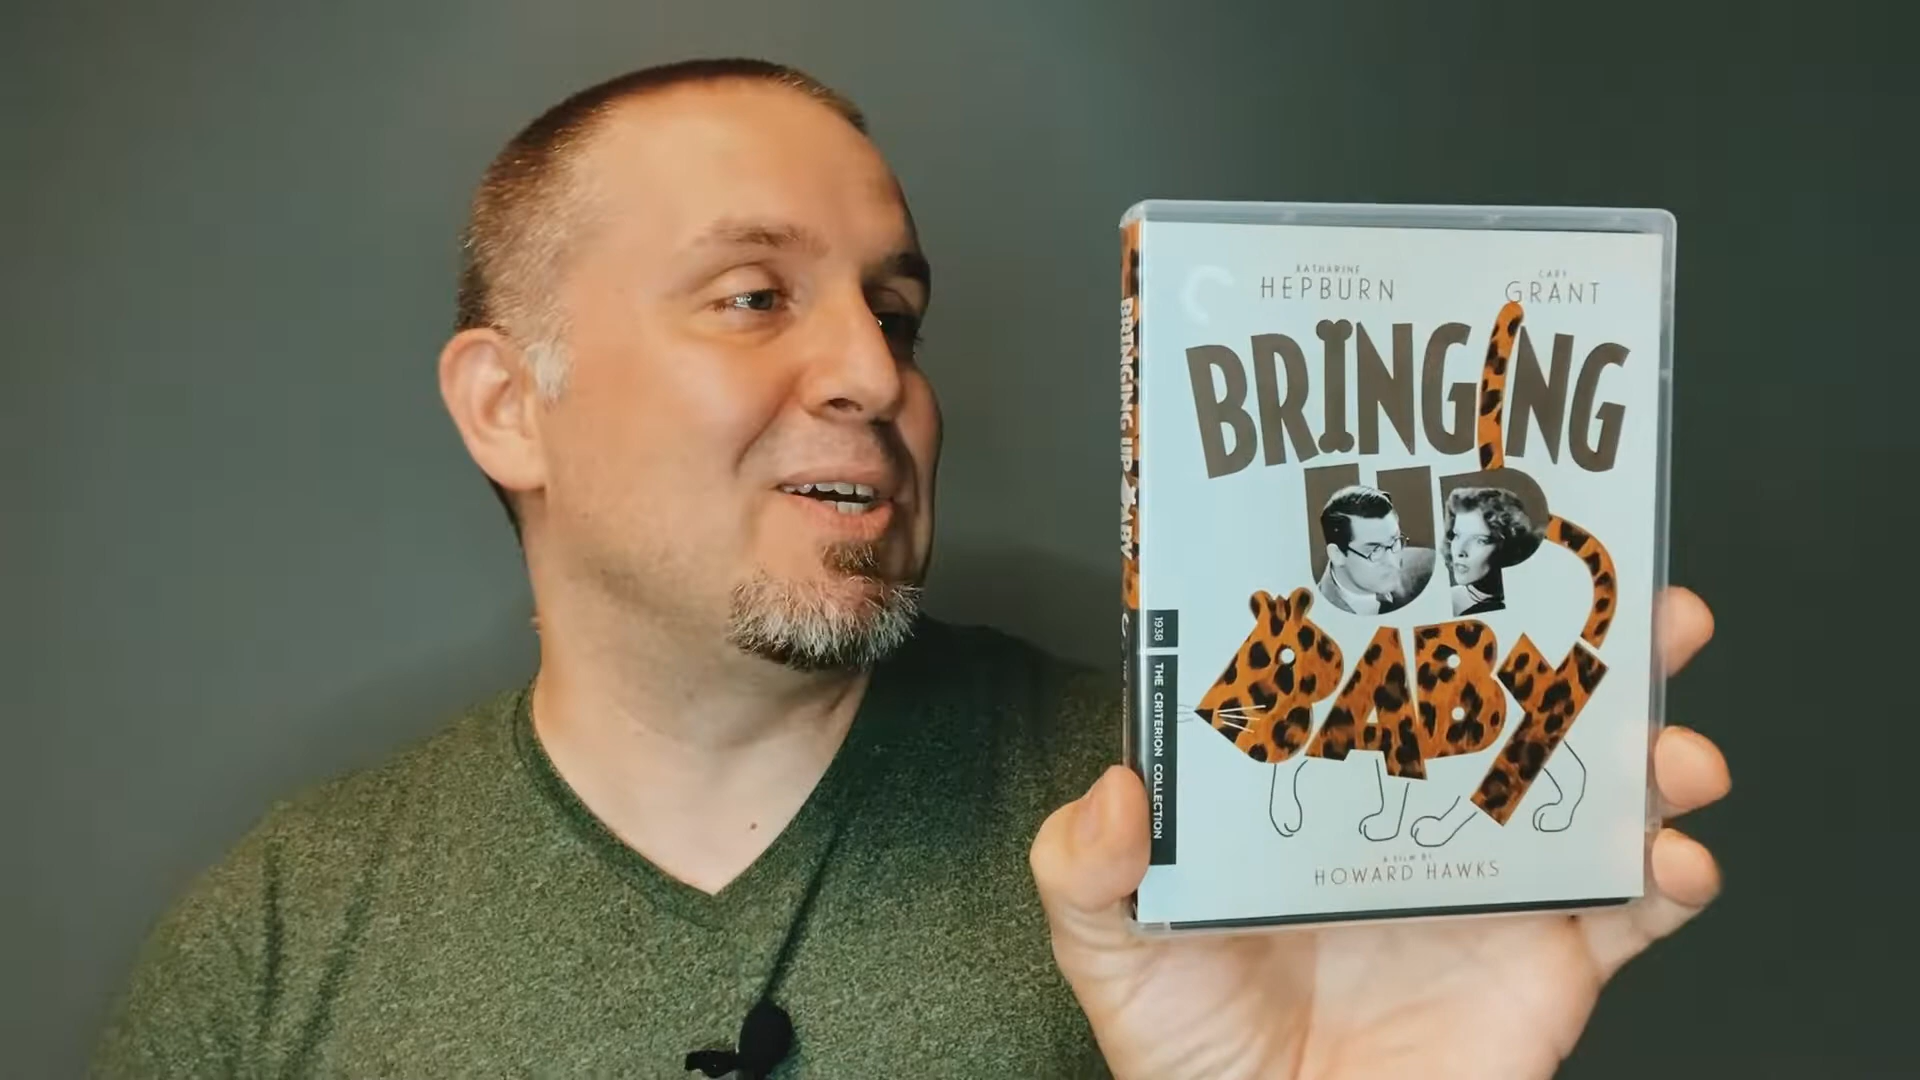 KATHARINE
HEPBURN
CARY
GRANT
BRINGING
UP
BABY
A FILM BY
HOWARD HAWKS
BRINGING UP BABY
1938
THE CRITERION COLLECTION